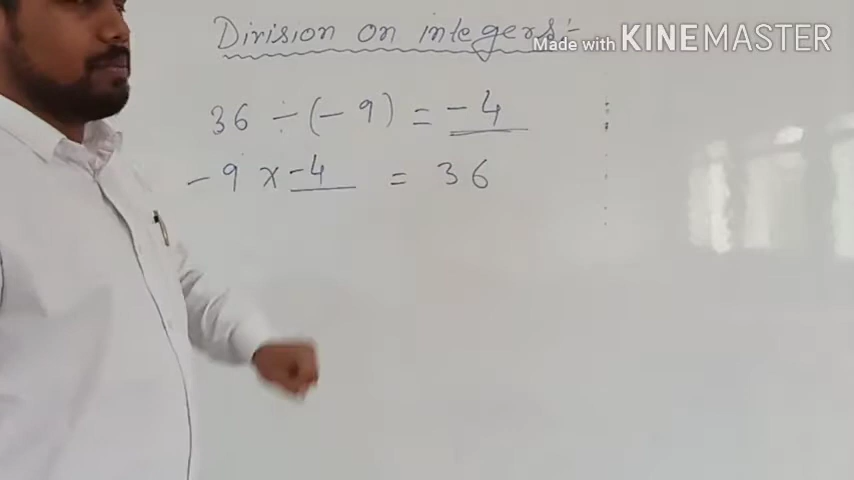 Division on integers:-
Made with KINEMASTER
36 ÷ (- 9) = - 4
- 9 x - 4 = 36